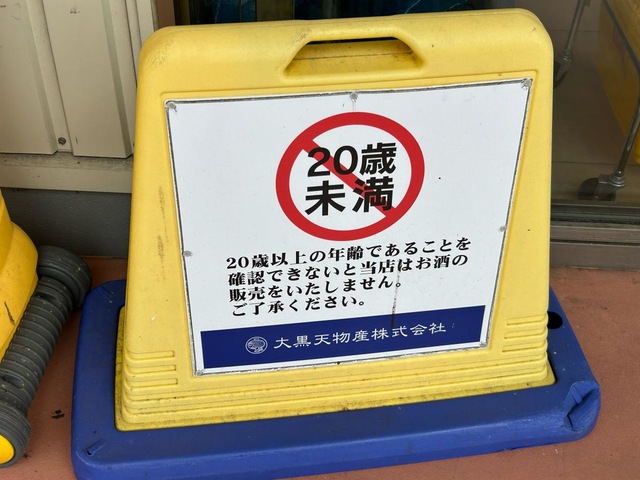 20歳
未満
20歳以上の年齢であることを
確認できないと当店はお酒の
販売をいたしません。
ご了承ください。
大黒天物産株式会社